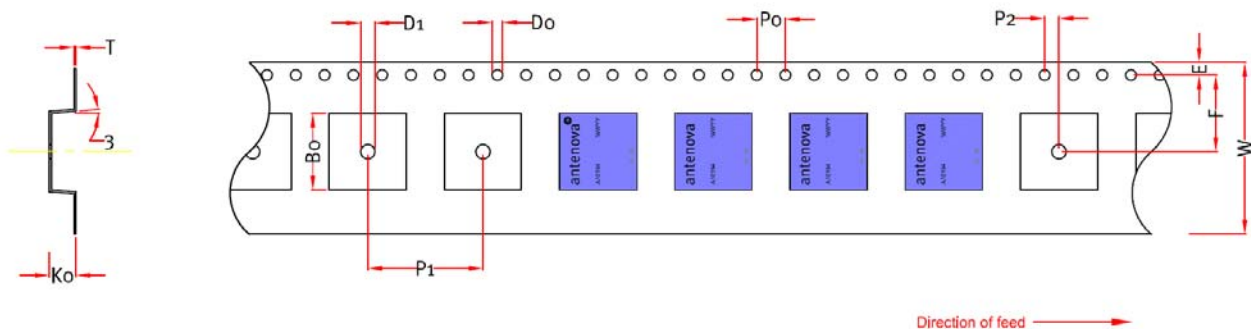 T
D1
Do
Po
P2
E
F
W
3
Bo
antenova
antenova
antenova
antenova
Ko
P1
Direction of feed